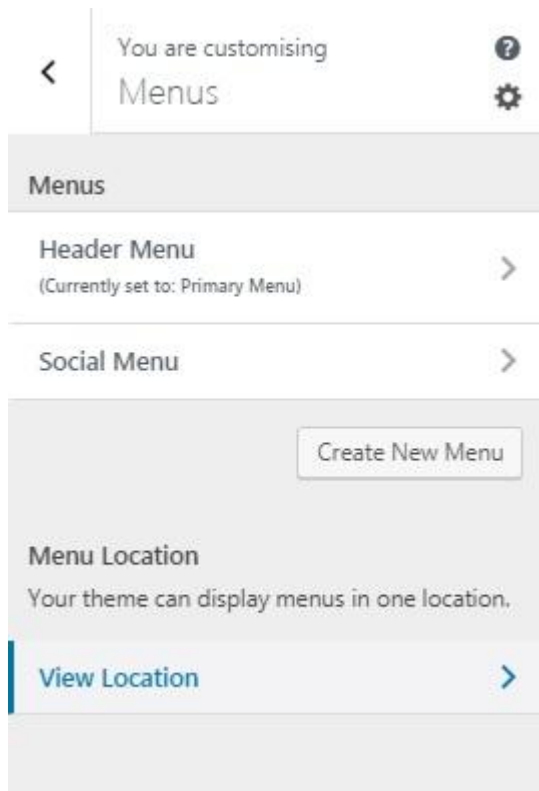 You are customising
Menus
Menus
Header Menu
(Currently set to: Primary Menu)
Social Menu
Create New Menu
Menu Location
Your theme can display menus in one location.
View Location